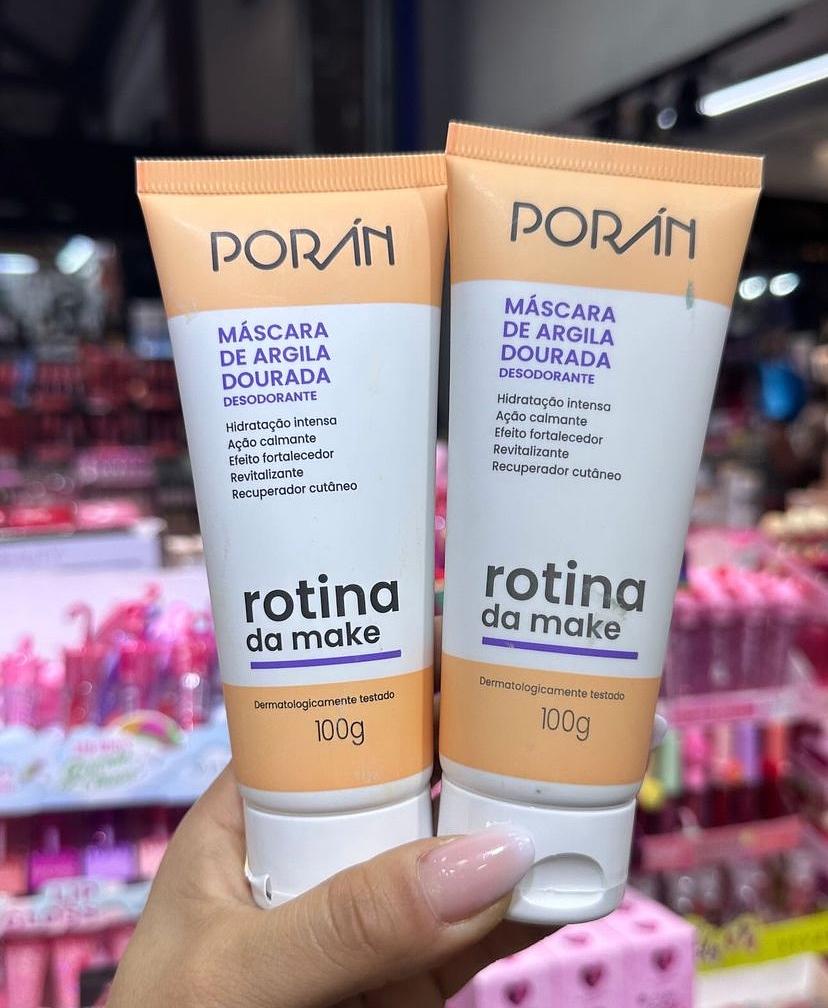 PORÁN
MÁSCARA
DE ARGILA
DOURADA
DESODORANTE
Hidratação intensa
Ação calmante
Efeito fortalecedor
Revitalizante
Recuperador cutâneo
rotina
da make
Dermatologicamente testado
100g
PORÁN
MÁSCARA
DE ARGILA
DOURADA
DESODORANTE
Hidratação intensa
Ação calmante
Efeito fortalecedor
Revitalizante
Recuperador cutâneo
rotina
da make
Dermatologicamente testado
100g